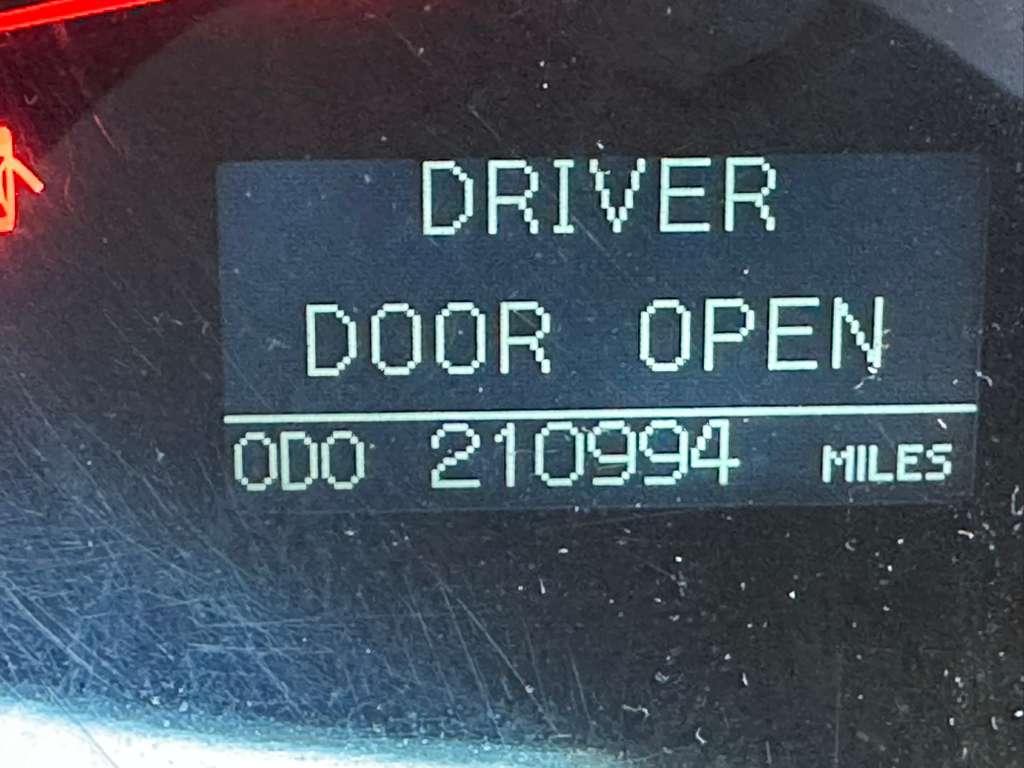 DRIVER
DOOR OPEN
ODO 210994 MILES